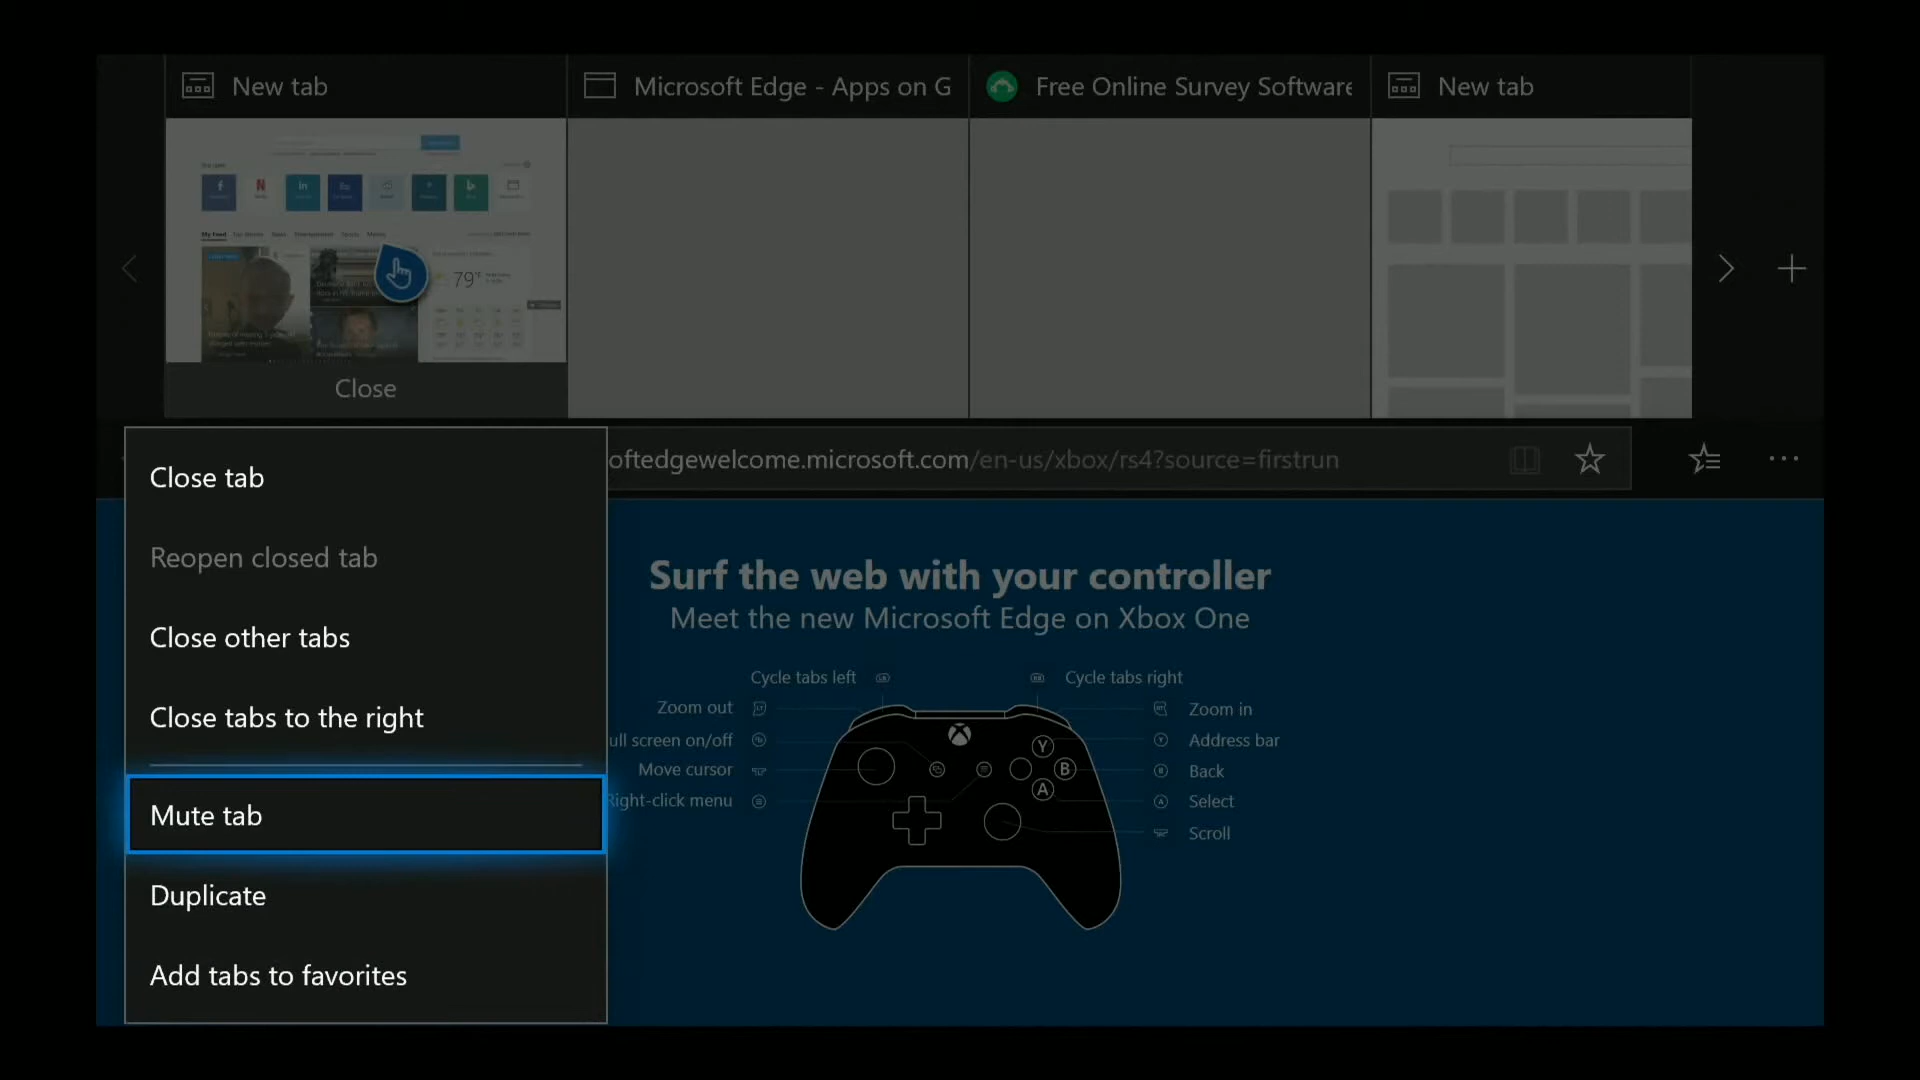 New tab
Microsoft Edge - Apps on G
Free Online Survey Software
New tab
My Feed
79°
Close
oftedgewelcome.microsoft.com/en-us/xbox/rs4?source=firstrun
Close tab
Reopen closed tab
Close other tabs
Close tabs to the right
Mute tab
Duplicate
Add tabs to favorites
Surf the web with your controller
Meet the new Microsoft Edge on Xbox One
Cycle tabs left
Cycle tabs right
Zoom out
Zoom in
ull screen on/off
Address bar
Move cursor
Back
Right-click menu
Select
Scroll
Y
B
A